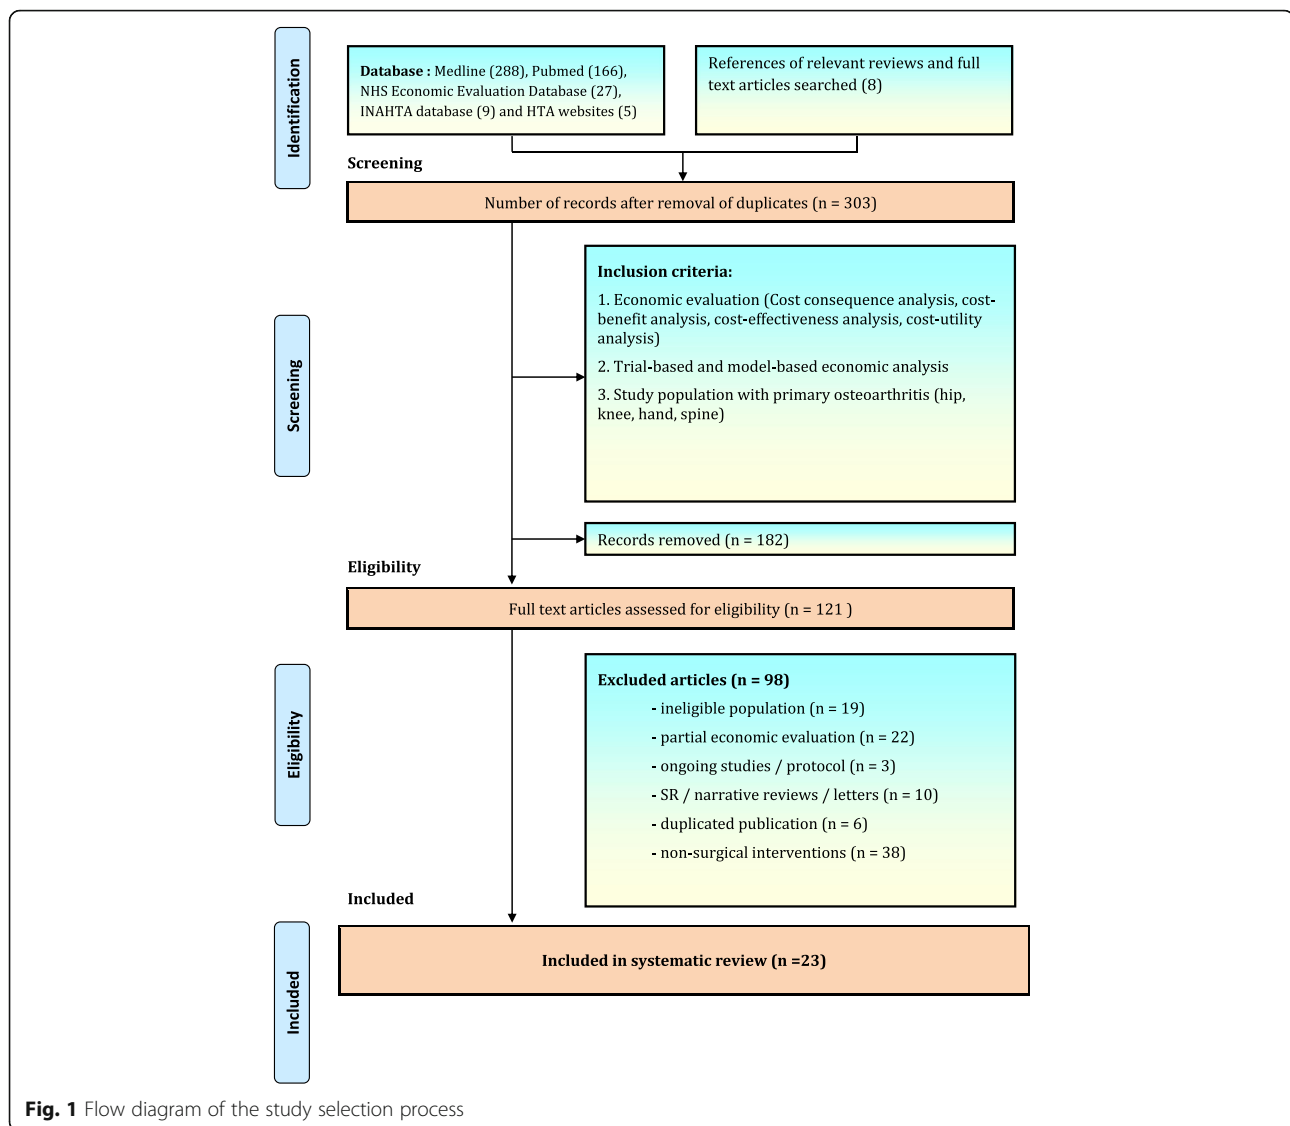 Identification
Database : Medline (288), Pubmed (166),
NHS Economic Evaluation Database (27),
INAHTA database (9) and HTA websites (5)
References of relevant reviews and full
text articles searched (8)
Screening
Number of records after removal of duplicates (n = 303)
Screening
Inclusion criteria:
1. Economic evaluation (Cost consequence analysis, cost-
benefit analysis, cost-effectiveness analysis, cost-utility
analysis)
2. Trial-based and model-based economic analysis
3. Study population with primary osteoarthritis (hip,
knee, hand, spine)
Records removed (n = 182)
Eligibility
Full text articles assessed for eligibility (n = 121 )
Eligibility
Excluded articles (n = 98)
- ineligible population (n = 19)
- partial economic evaluation (n = 22)
- ongoing studies / protocol (n = 3)
- SR / narrative reviews / letters (n = 10)
- duplicated publication (n = 6)
- non-surgical interventions (n = 38)
Included
Included in systematic review (n =23)
Included
Fig. 1 Flow diagram of the study selection process